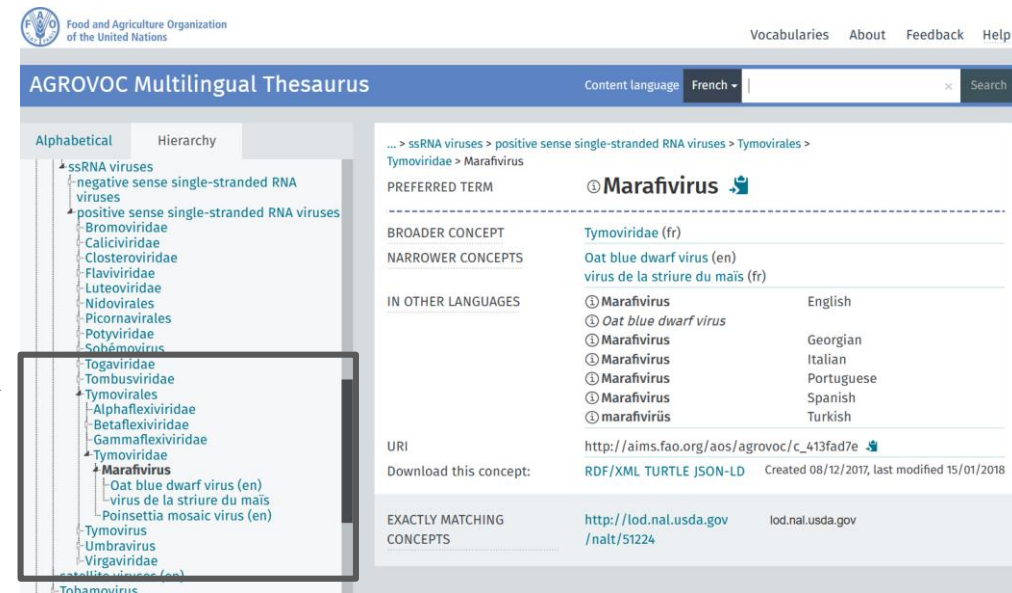 Food and Agriculture Organization
of the United Nations
Vocabularies About Feedback Help
AGROVOC Multilingual Thesaurus
Content language French Search
Alphabetical Hierarchy
ssRNA viruses
negative sense single-stranded RNA
viruses
positive sense single-stranded RNA viruses
Bromoviridae
Caliciviridae
Closteroviridae
Flaviviridae
Luteoviridae
Nidovirales
Picornavirales
Potyviridae
Sobémovirus
Togaviridae
Tombusviridae
Tymovirales
Alphaflexiviridae
Betaflexiviridae
Gammaflexiviridae
Tymoviridae
Marafivirus
Oat blue dwarf virus (en)
virus de la striure du maïs
Poinsettia mosaic virus (en)
Tymovirus
Umbravirus
Virgaviridae
satellite viruses (en)
Tobamovirus
... > ssRNA viruses > positive sense single-stranded RNA viruses > Tymovirales >
Tymoviridae > Marafivirus
PREFERRED TERM Marafivirus
BROADER CONCEPT Tymoviridae (fr)
NARROWER CONCEPTS Oat blue dwarf virus (en)
virus de la striure du maïs (fr)
IN OTHER LANGUAGES Marafivirus English
Oat blue dwarf virus
Marafivirus Georgian
Marafivirus Italian
Marafivirus Portuguese
Marafivirus Spanish
marafivirüs Turkish
URI http://aims.fao.org/aos/agrovoc/c_413fad7e
Download this concept: RDF/XML TURTLE JSON-LD Created 08/12/2017, last modified 15/01/2018
EXACTLY MATCHING http://lod.nal.usda.gov lod.nal.usda.gov
CONCEPTS /nalt/51224